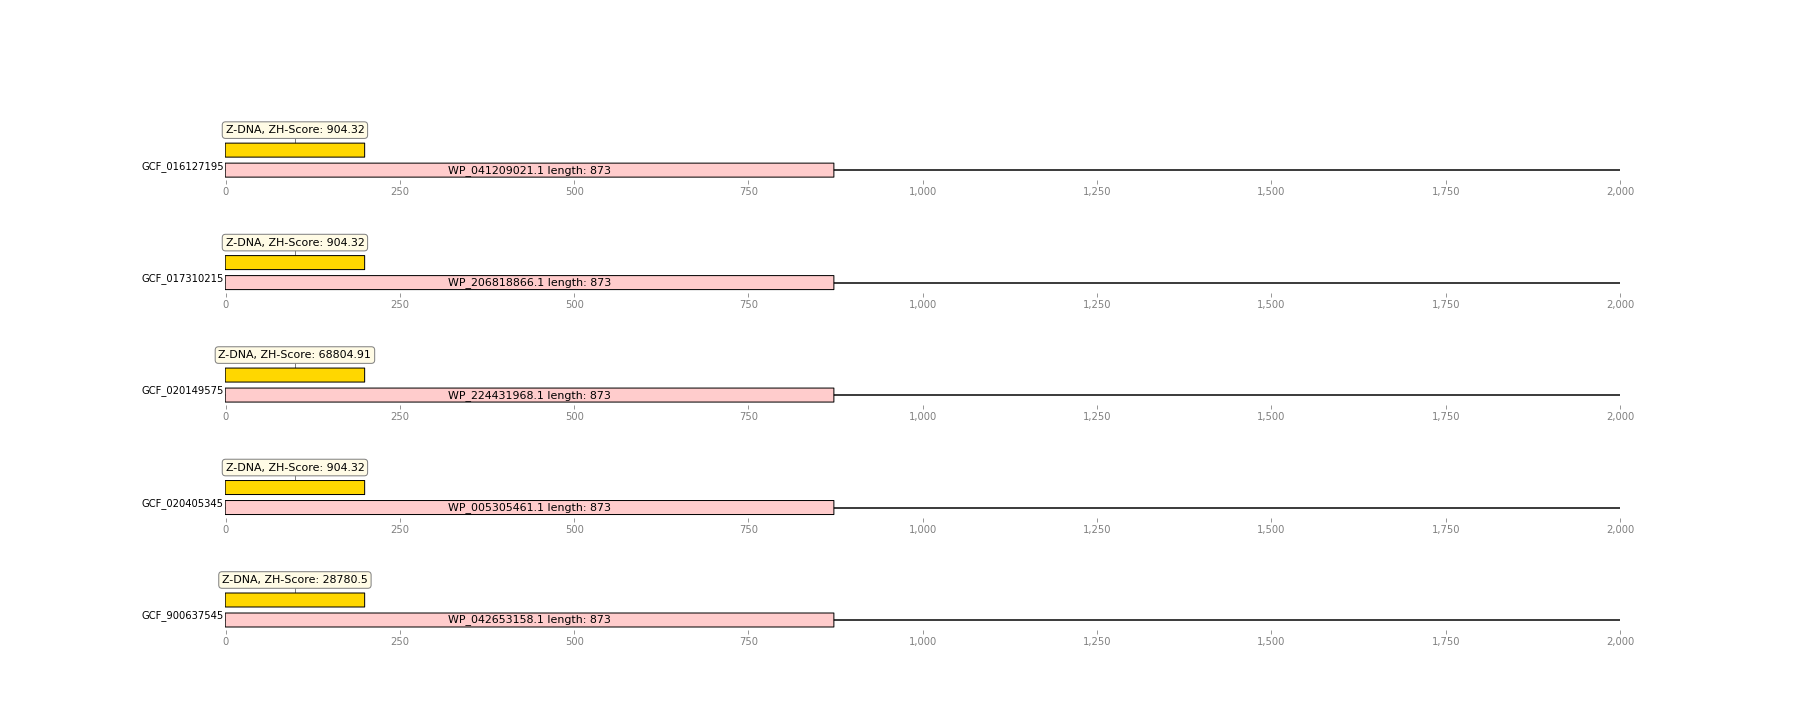 Z-DNA, ZH-Score: 904.32
GCF_016127195 WP_041209021.1 length: 873
0 250 500 750 1,000 1,250 1,500 1,750 2,000
Z-DNA, ZH-Score: 904.32
GCF_017310215 WP_206818866.1 length: 873
0 250 500 750 1,000 1,250 1,500 1,750 2,000
Z-DNA, ZH-Score: 68804.91
GCF_020149575 WP_224431968.1 length: 873
0 250 500 750 1,000 1,250 1,500 1,750 2,000
Z-DNA, ZH-Score: 904.32
GCF_020405345 WP_005305461.1 length: 873
0 250 500 750 1,000 1,250 1,500 1,750 2,000
Z-DNA, ZH-Score: 28780.5
GCF_900637545 WP_042653158.1 length: 873
0 250 500 750 1,000 1,250 1,500 1,750 2,000